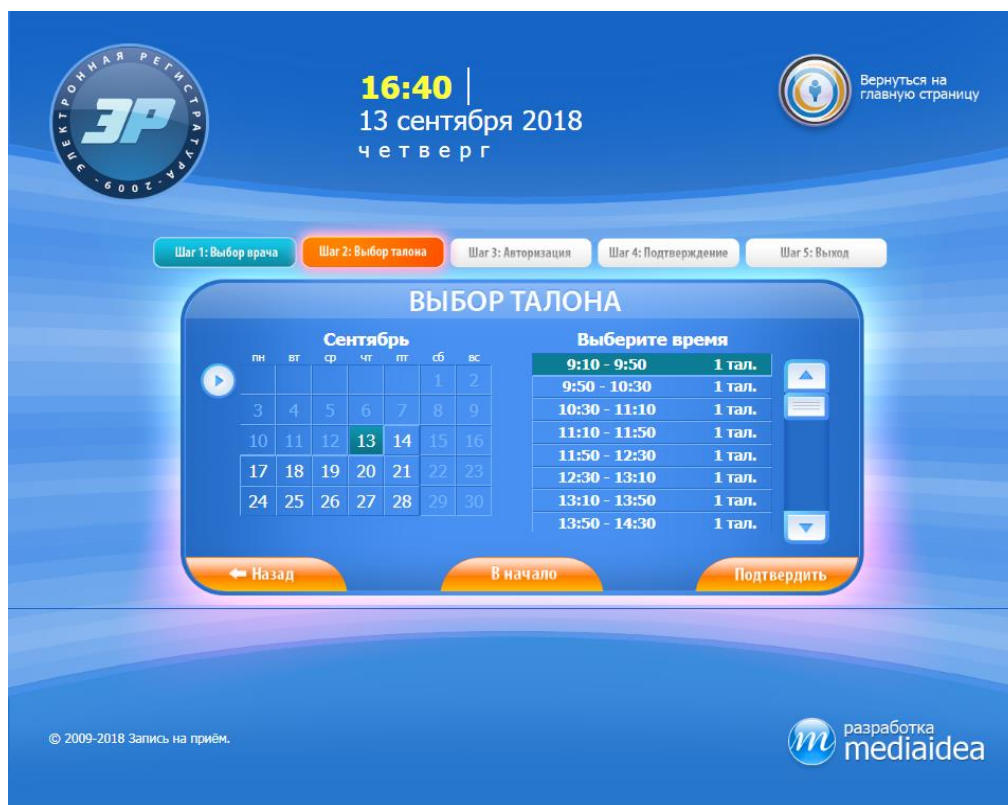 ЭЛЕКТРОННАЯ РЕГИСТРАТУРА-2009-
ЭР
16:40
13 сентября 2018
четверг
Вернуться на
главную страницу
Шаг 1: Выбор врача
Шаг 2: Выбор талона
Шаг 3: Авторизация
Шаг 4: Подтверждение
Шаг 5: Выход
ВЫБОР ТАЛОНА
Сентябрь
пн вт ср чт пт сб вс
1 2
3 4 5 6 7 8 9
10 11 12 13 14 15 16
17 18 19 20 21 22 23
24 25 26 27 28 29 30
Выберите время
9:10 - 9:50 1 тал.
9:50 - 10:30 1 тал.
10:30 - 11:10 1 тал.
11:10 - 11:50 1 тал.
11:50 - 12:30 1 тал.
12:30 - 13:10 1 тал.
13:10 - 13:50 1 тал.
13:50 - 14:30 1 тал.
Назад
В начало
Подтвердить
© 2009-2018 Запись на приём.
m
разработка
mediaidea